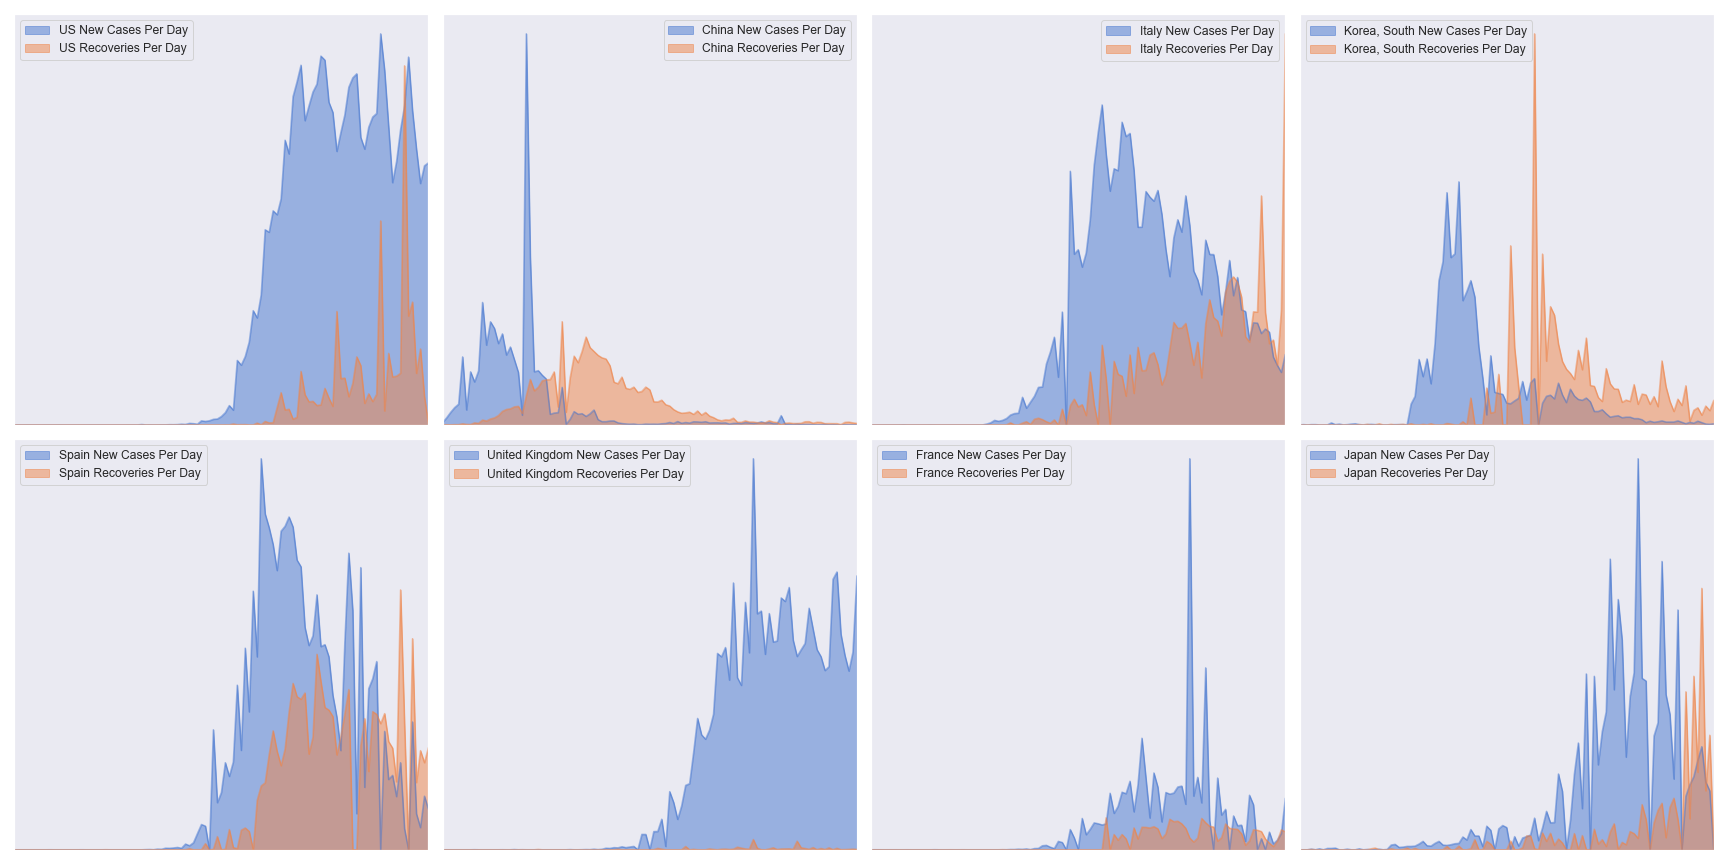 US New Cases Per Day
US Recoveries Per Day
China New Cases Per Day
China Recoveries Per Day
Italy New Cases Per Day
Italy Recoveries Per Day
Korea, South New Cases Per Day
Korea, South Recoveries Per Day
Spain New Cases Per Day
Spain Recoveries Per Day
United Kingdom New Cases Per Day
United Kingdom Recoveries Per Day
France New Cases Per Day
France Recoveries Per Day
Japan New Cases Per Day
Japan Recoveries Per Day